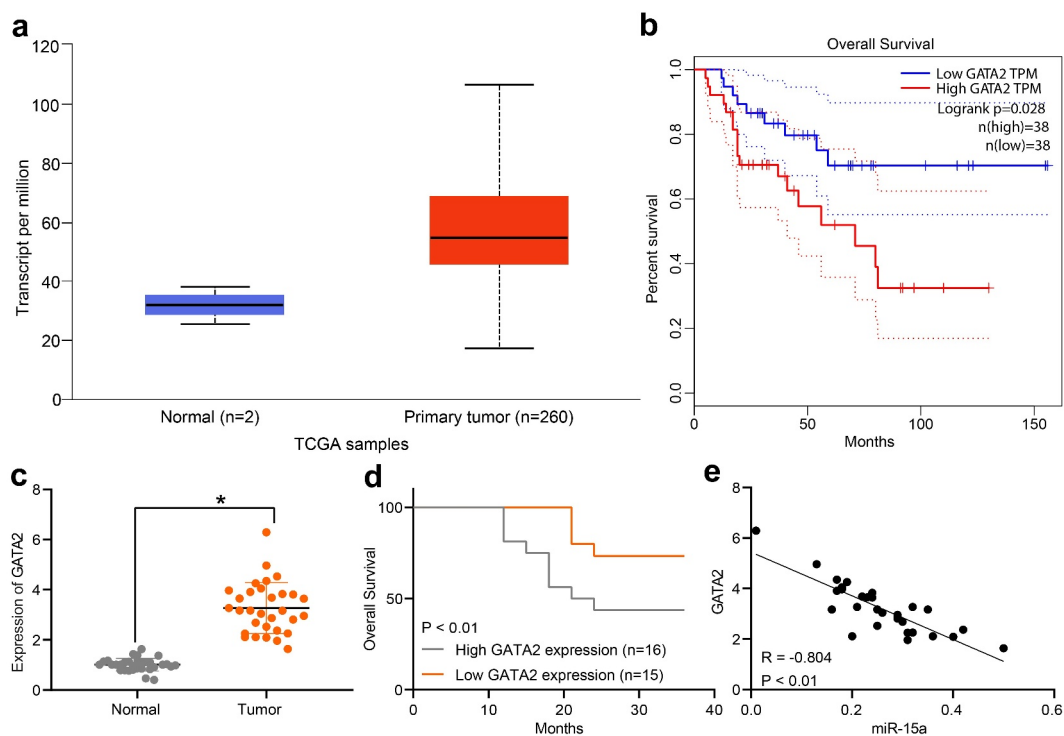 a
120
100
80
60
40
20
0
Transcript per million
Normal (n=2)
Primary tumor (n=260)
TCGA samples
b
Overall Survival
Low GATA2 TPM
High GATA2 TPM
Logrank p=0.028
n(high)=38
n(low)=38
1.0
0.8
0.6
0.4
0.2
0.0
Percent survival
0
50
100
150
Months
c
8
6
4
2
0
Expression of GATA2
*
Normal
Tumor
d
100
50
0
Overall Survival
P < 0.01
High GATA2 expression (n=16)
Low GATA2 expression (n=15)
0
10
20
30
40
Months
e
8
6
4
2
0
GATA2
R = -0.804
P < 0.01
0.0
0.2
0.4
0.6
miR-15a